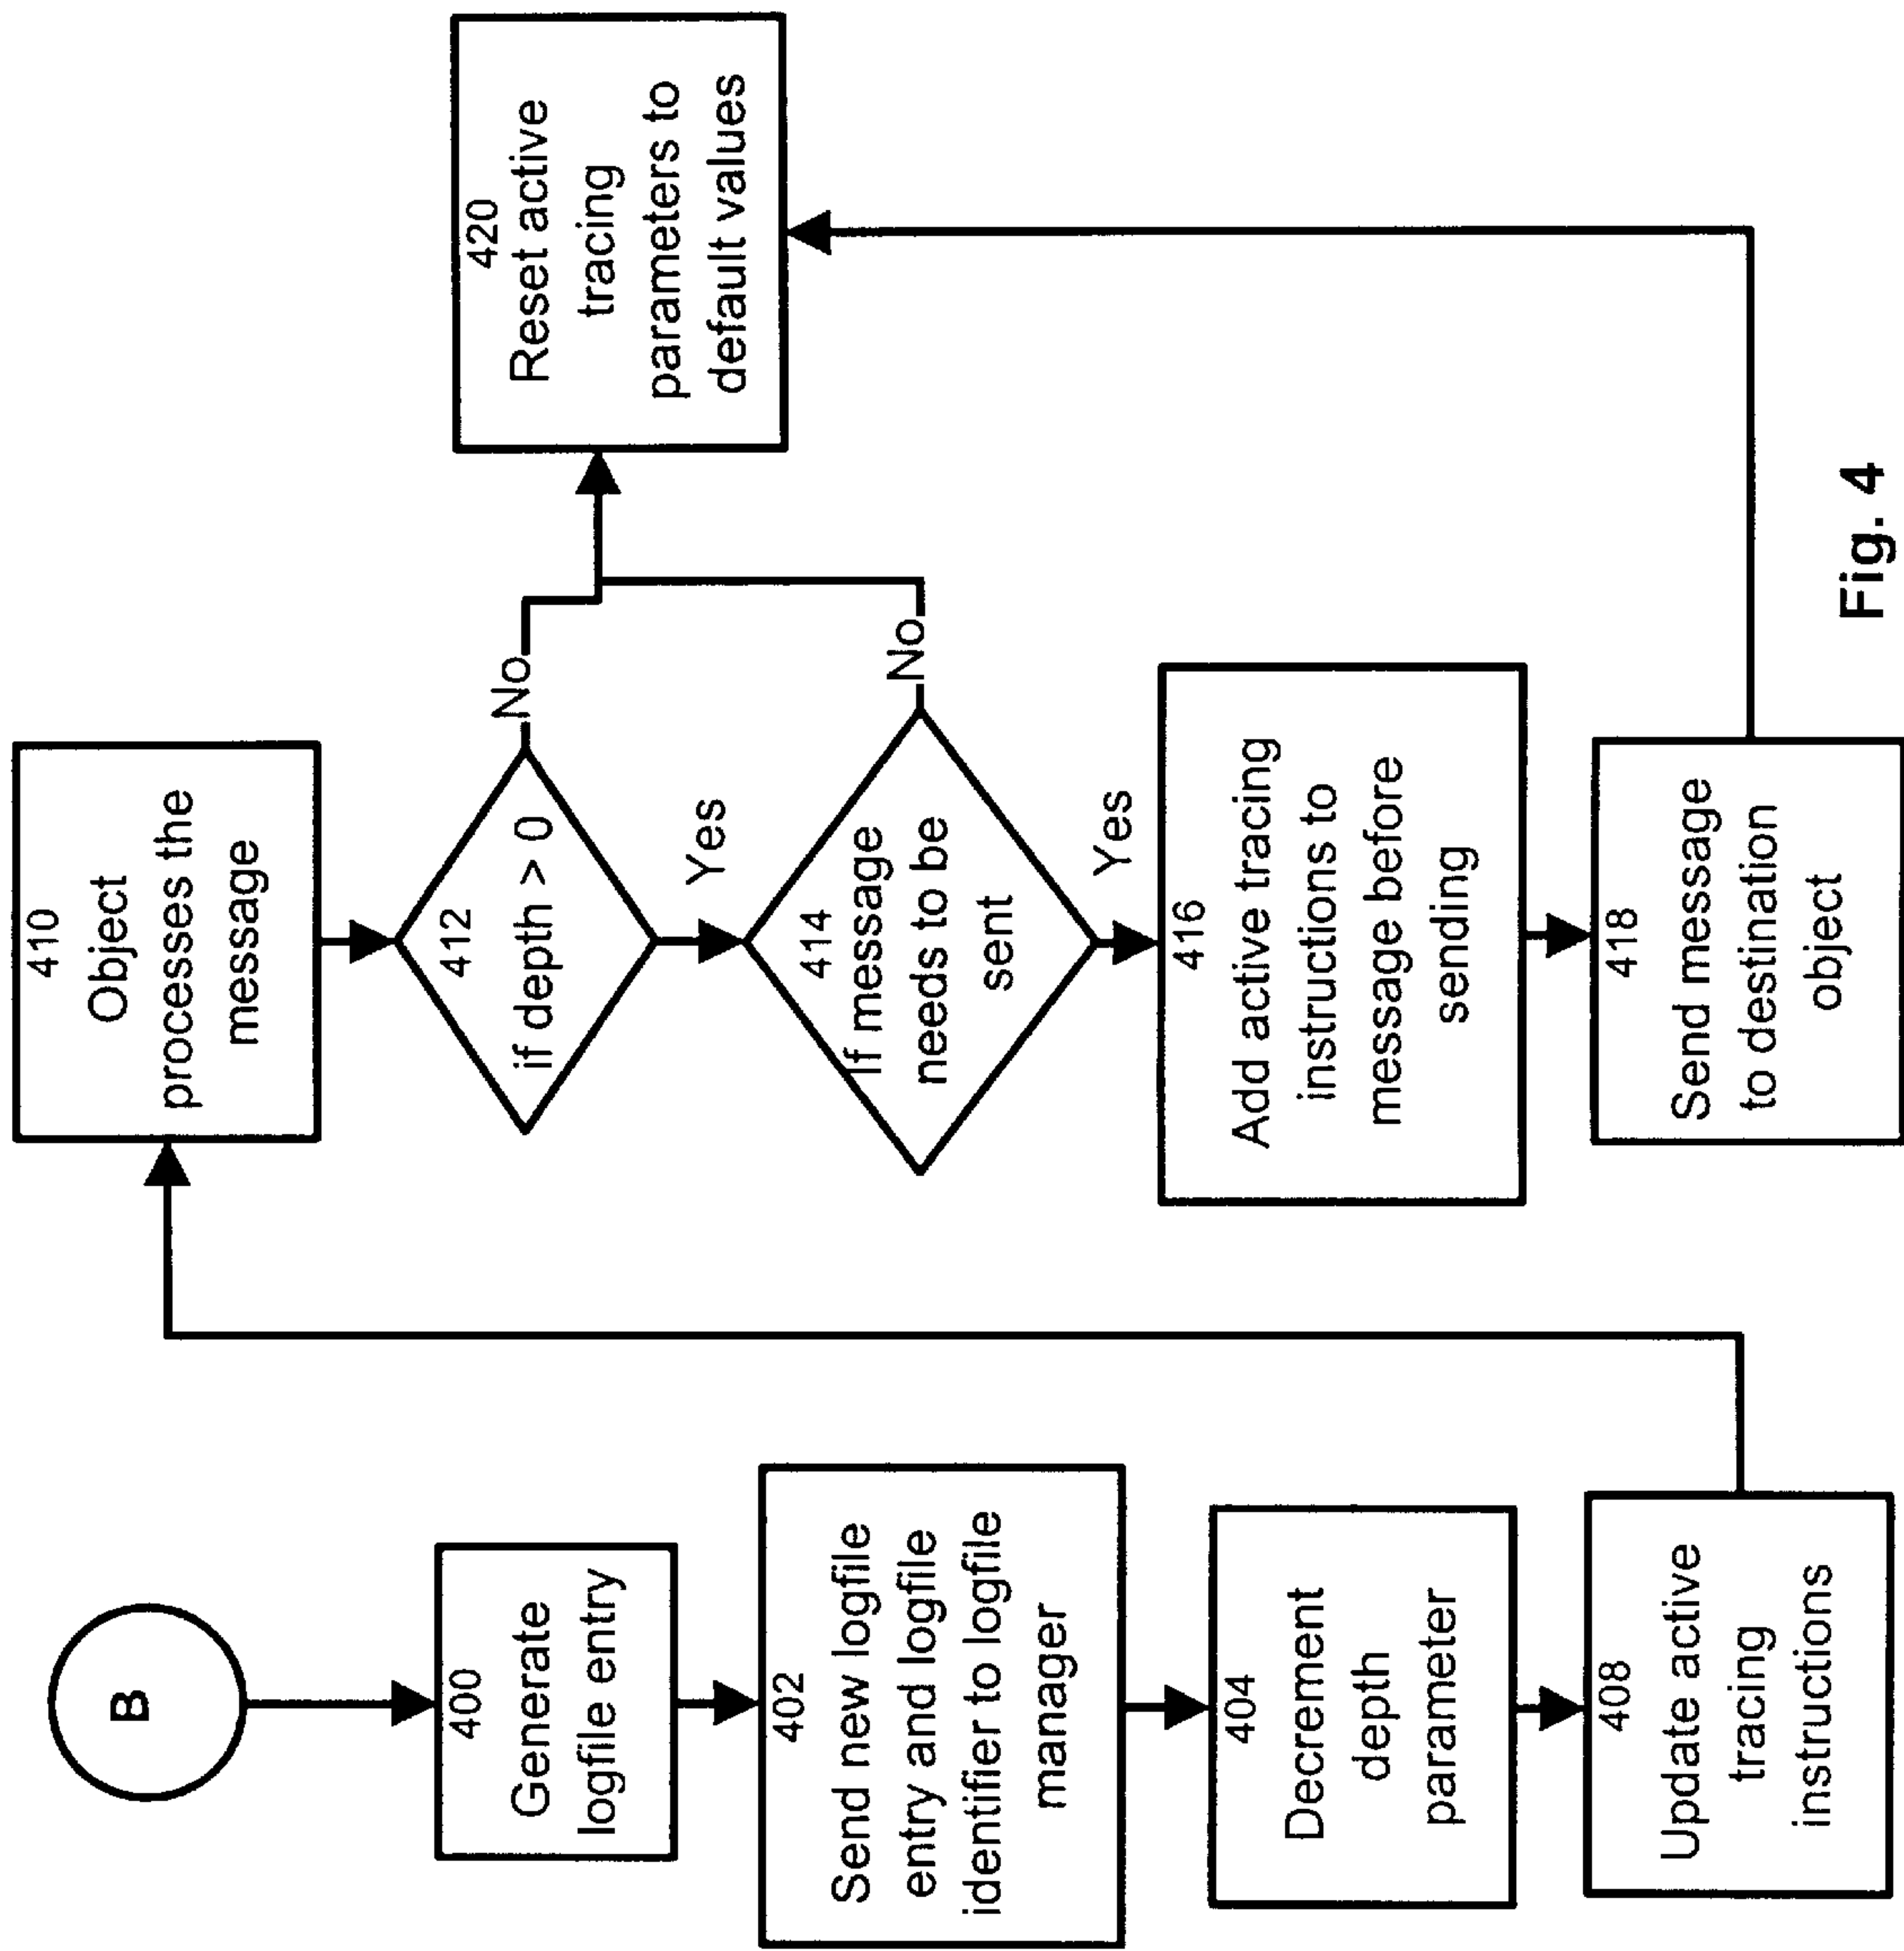 B
400
Generate
logfile entry
402
Send new logfile
entry and logfile
identifier to logfile
manager
404
Decrement
depth
parameter
408
Update active
tracing
instructions
410
Object
processes the
message
412
if depth > 0
No
Yes
414
If message
needs to be
sent
No
Yes
416
Add active tracing
instructions to
message before
sending
418
Send message
to destination
object
420
Reset active
tracing
parameters to
default values
Fig. 4